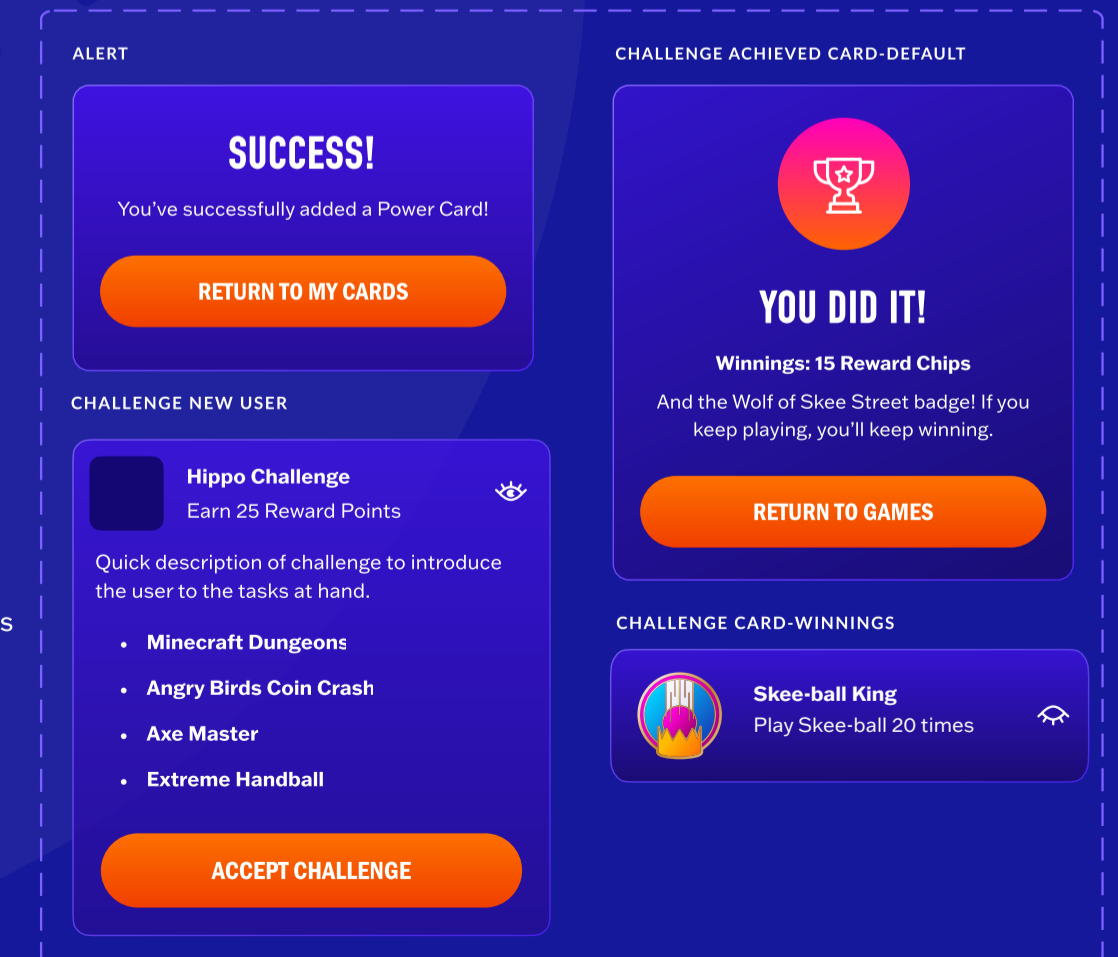 ALERT
SUCCESS!
You've successfully added a Power Card!
RETURN TO MY CARDS
CHALLENGE NEW USER
Hippo Challenge
Earn 25 Reward Points
Quick description of challenge to introduce
the user to the tasks at hand.
• Minecraft Dungeons
• Angry Birds Coin Crash
• Axe Master
• Extreme Handball
ACCEPT CHALLENGE
CHALLENGE ACHIEVED CARD-DEFAULT
YOU DID IT!
Winnings: 15 Reward Chips
And the Wolf of Skee Street badge! If you
keep playing, you'll keep winning.
RETURN TO GAMES
CHALLENGE CARD-WINNINGS
Skee-ball King
Play Skee-ball 20 times
s